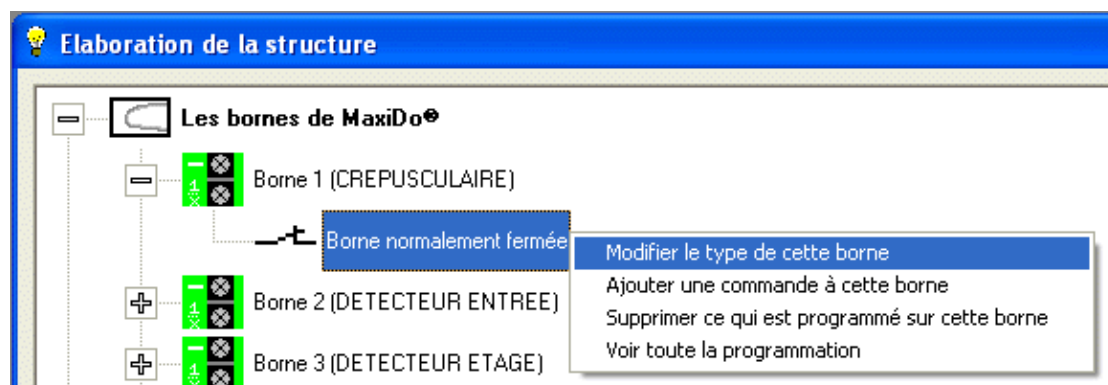 Elaboration de la structure
Les bornes de MaxiDo®
Borne 1 (CREPUSCULAIRE)
Borne normalement fermée
Modifier le type de cette borne
Ajouter une commande à cette borne
Supprimer ce qui est programmé sur cette borne
Voir toute la programmation
Borne 2 (DETECTEUR ENTREE)
Borne 3 (DETECTEUR ETAGE)